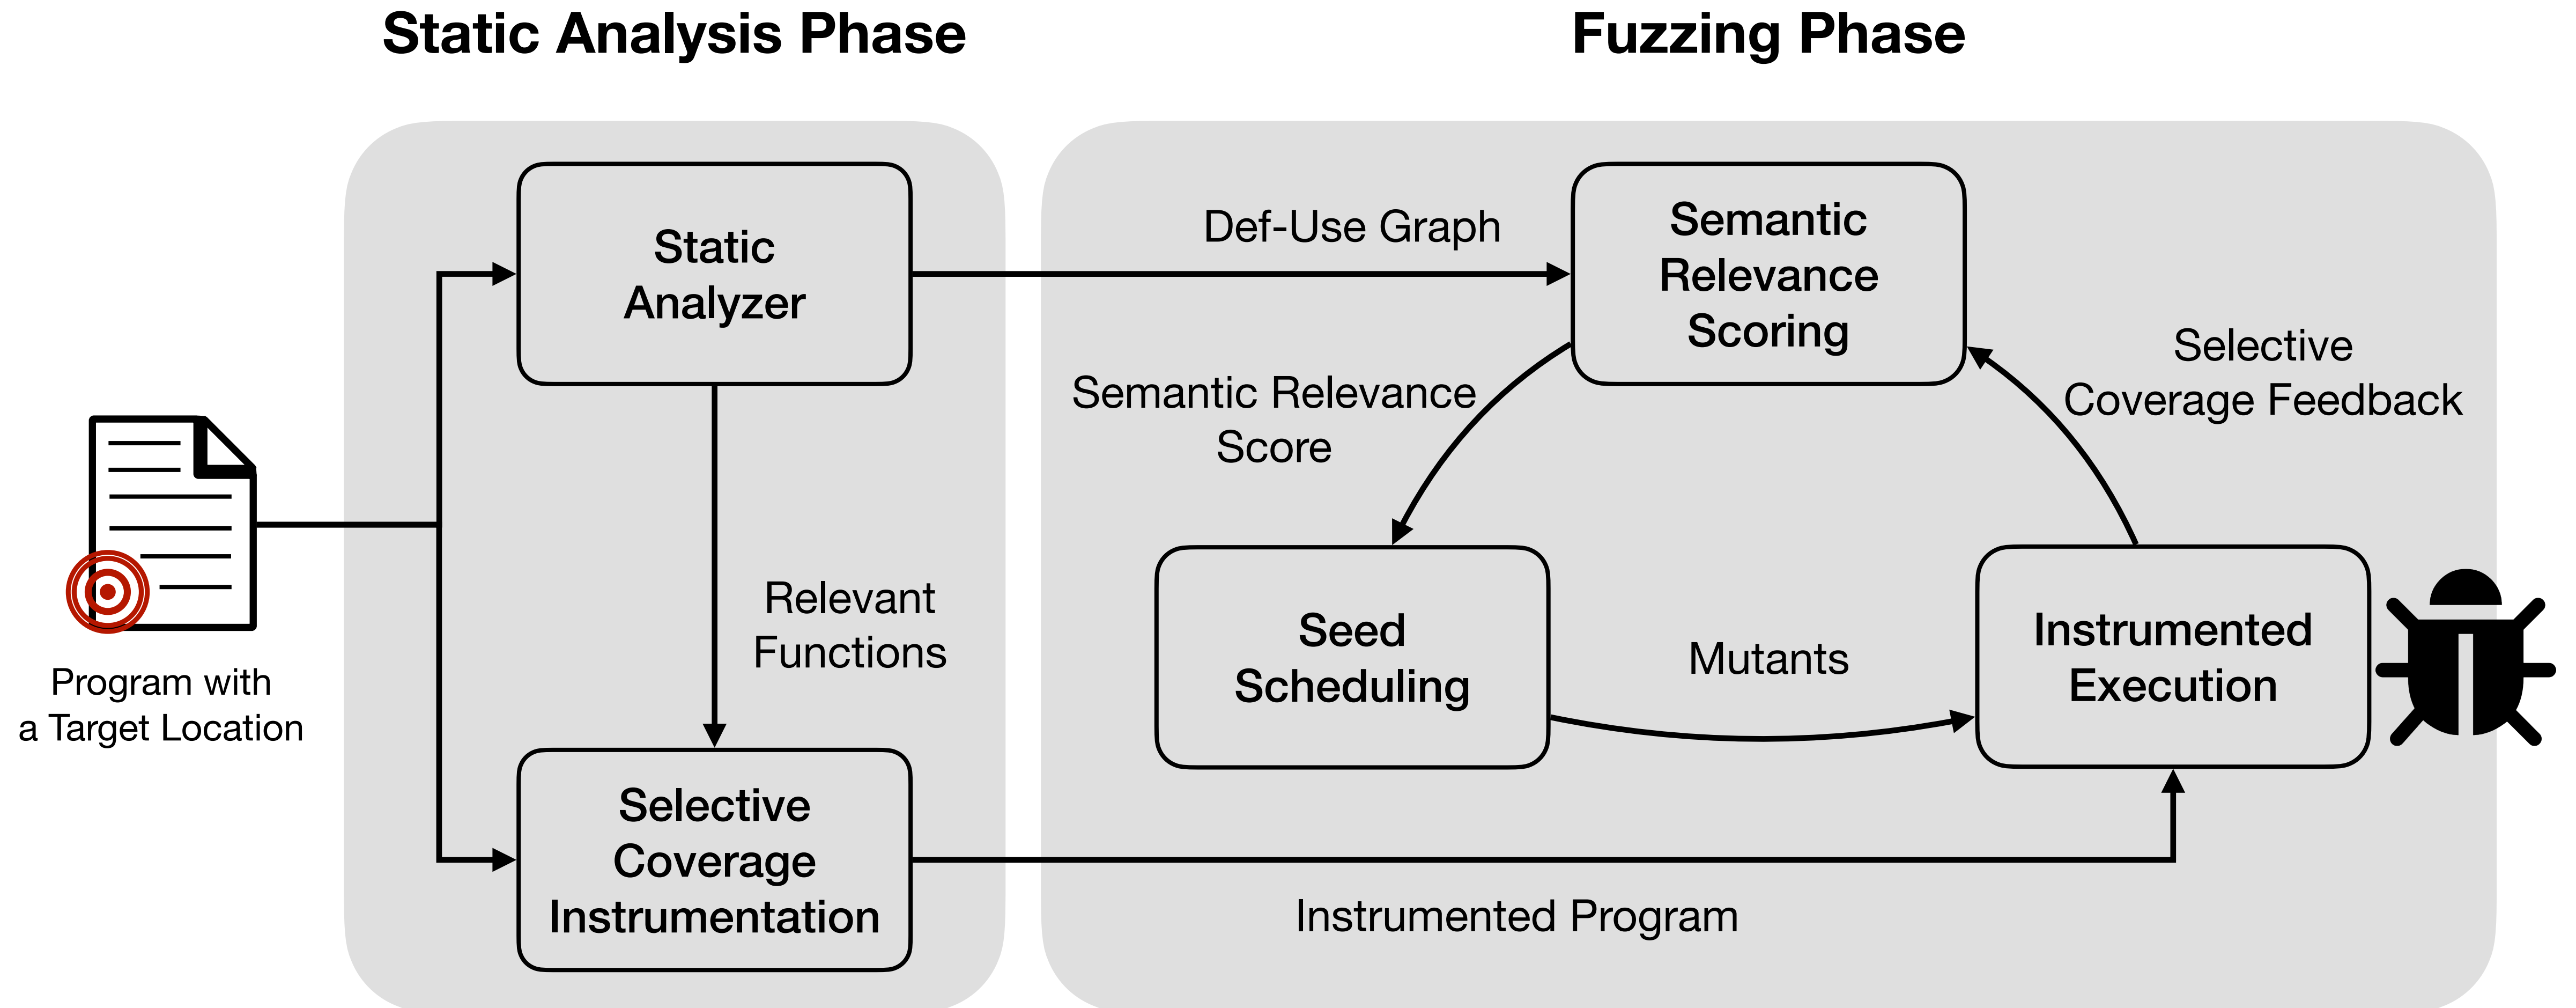 Static Analysis Phase
Fuzzing Phase
Static
Analyzer
Def-Use Graph
Semantic
Relevance
Scoring
Semantic Relevance
Score
Selective
Coverage Feedback
Program with
a Target Location
Relevant
Functions
Seed
Scheduling
Mutants
Instrumented
Execution
Selective
Coverage
Instrumentation
Instrumented Program